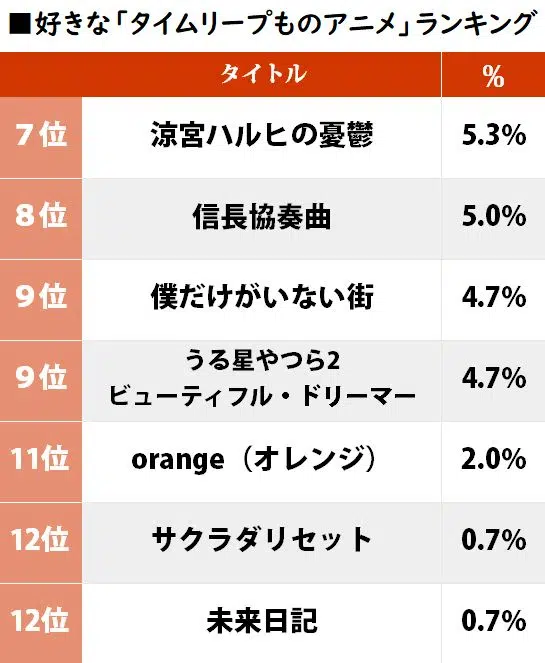 ■好きな「タイムリープものアニメ」ランキング
タイトル %
7位 涼宮ハルヒの憂鬱 5.3%
8位 信長協奏曲 5.0%
9位 僕だけがいない街 4.7%
9位 うる星やつら2
ビューティフル・ドリーマー 4.7%
11位 orange（オレンジ） 2.0%
12位 サクラダリセット 0.7%
12位 未来日記 0.7%